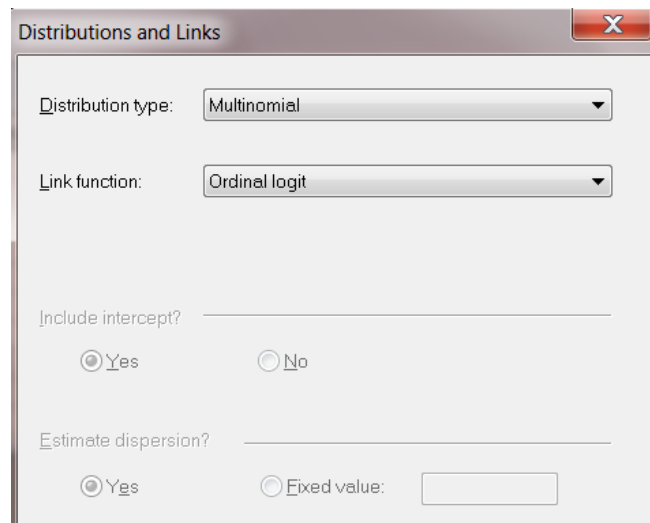 Distributions and Links
Distribution type: Multinomial
Link function: Ordinal logit
Include intercept?
Yes No
Estimate dispersion?
Yes Fixed value: